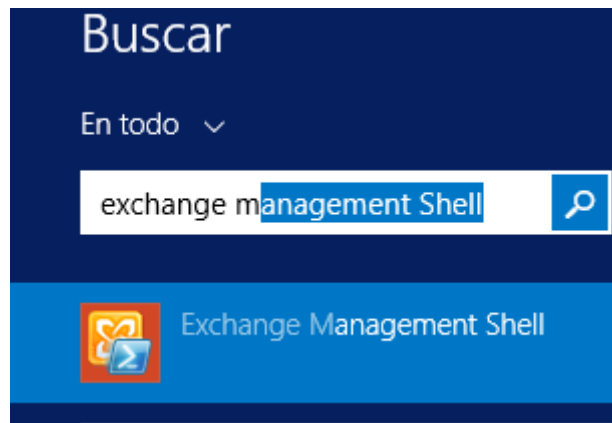 Buscar
En todo
exchange management Shell
Exchange Management Shell